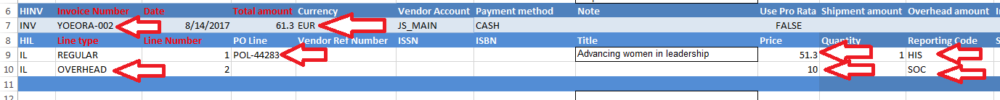 6 HINV Invoice Number Date Total amount Currency Vendor Account Payment method Note Use Pro Rata Shipment amount Overhead amount
7 INV YOEORA-002 8/14/2017 61.3 EUR JS_MAIN CASH FALSE
8 HIL Line type Line Number PO Line Vendor Ref Number ISSN ISBN Title Price Quantity Reporting Code
9 IL REGULAR 1 POL-44283 Advancing women in leadership 51.3 1 HIS
10 IL OVERHEAD 2 10 SOC
11
12